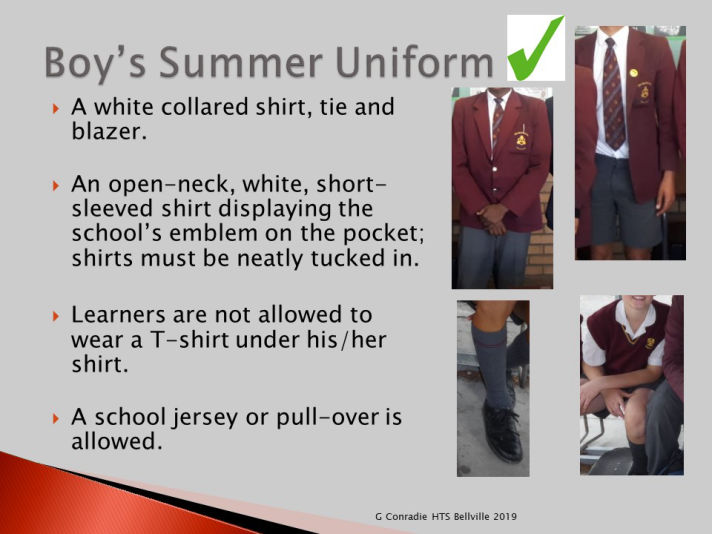 Boy’s Summer Uniform
A white collared shirt, tie and
blazer.
An open-neck, white, short-
sleeved shirt displaying the
school’s emblem on the pocket;
shirts must be neatly tucked in.
Learners are not allowed to
wear a T-shirt under his/her
shirt.
A school jersey or pull-over is
allowed.
G Conradie HTS Bellville 2019